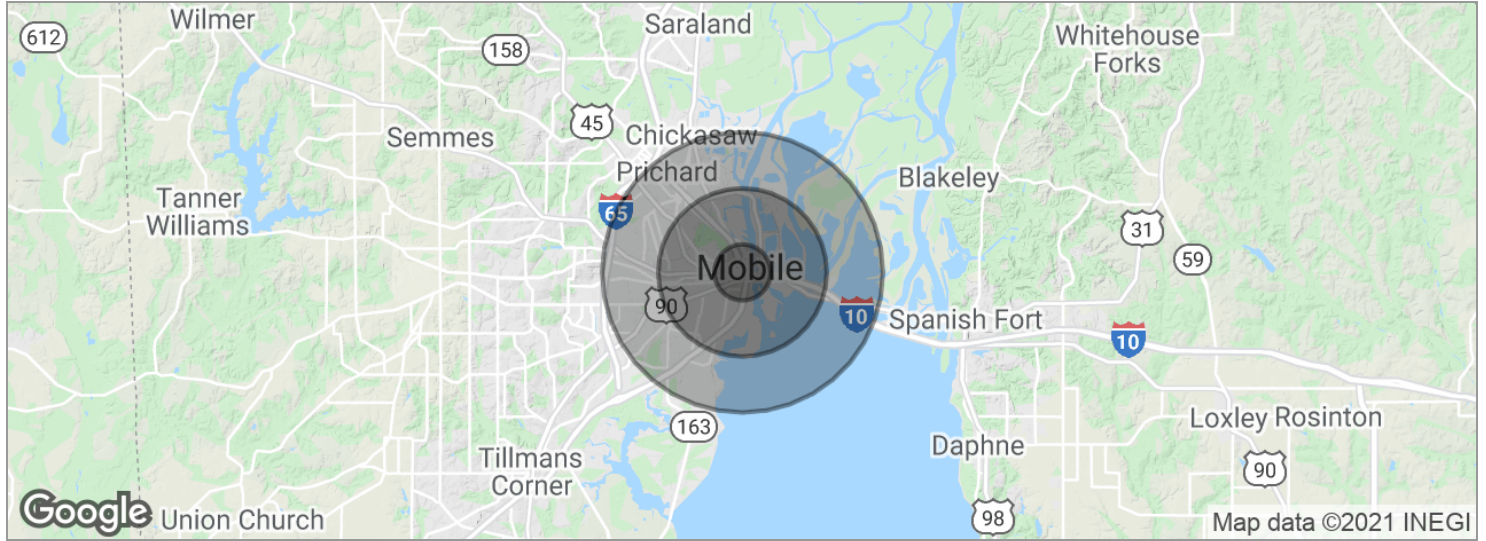 Wilmer
Saraland
612
158
Whitehouse
Forks
45
Semmes
Chickasaw
Prichard
Blakeley
Tanner
Williams
65
31
59
Mobile
90
10
Spanish Fort
10
163
Loxley
Rosinton
Daphne
Tillmans
Corner
90
Google
Union Church
98
Map data ©2021 INEGI